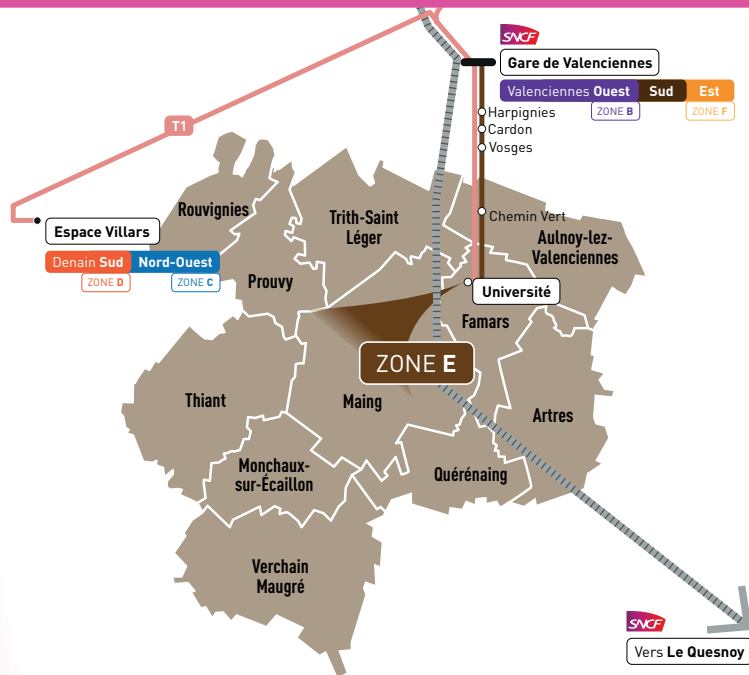 SNCF
Gare de Valenciennes
Valenciennes Ouest Sud Est
ZONE B ZONE F
Harpignies
Cardon
Vosges
T1
Chemin Vert
Espace Villars
Denain Sud Nord-Ouest
ZONE D ZONE C
Rouvignies
Trith-Saint
Léger
Aulnoy-lez-
Valenciennes
Prouvy
Université
Famars
ZONE E
Thiant
Maing
Artres
Monchaux-
sur-Écaillon
Quérénaing
Verchain
Maugré
SNCF
Vers Le Quesnoy